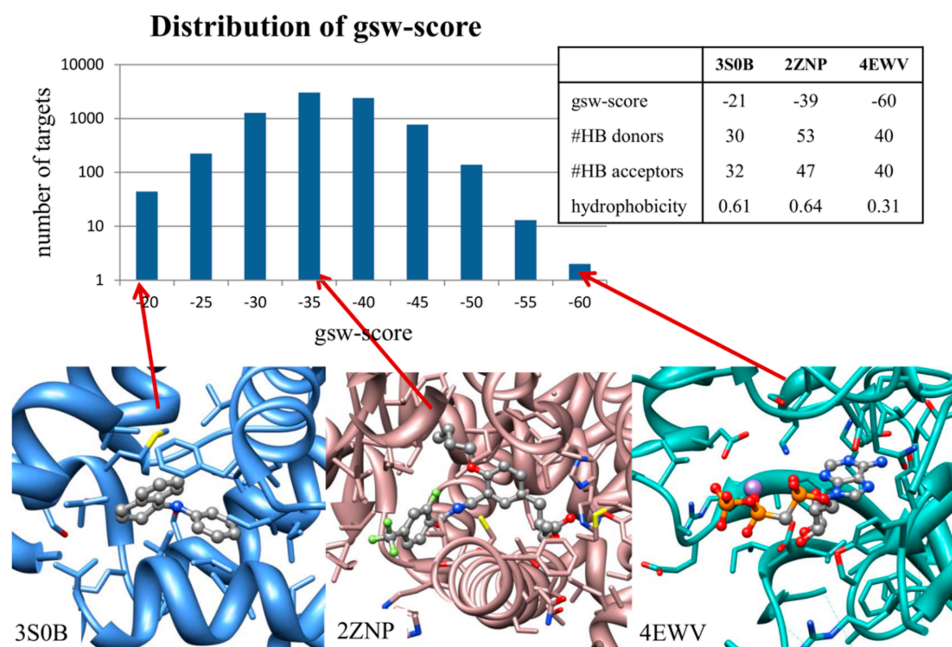 Distribution of gsw-score
number of targets
10000
1000
100
10
1
-20 -25 -30 -35 -40 -45 -50 -55 -60
gsw-score
3S0B 2ZNP 4EWV
gsw-score -21 -39 -60
#HB donors 30 53 40
#HB acceptors 32 47 40
hydrophobicity 0.61 0.64 0.31
3S0B
2ZNP
4EWV